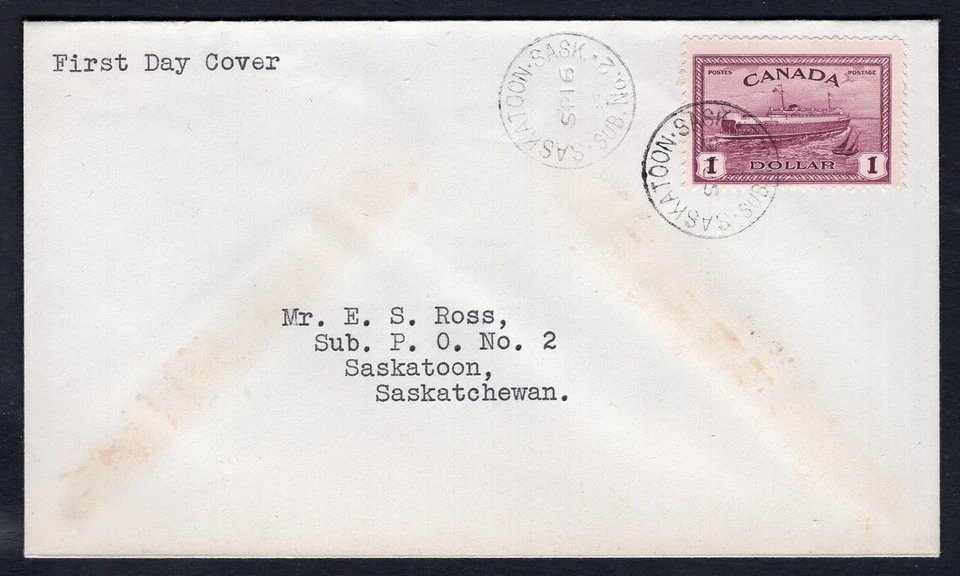 First Day Cover
SASKATOON·SASK.·SUB.No.2·
SP 16
POSTES POSTAGE
CANADA
1 DOLLAR 1
SASKATOON·SASK
SUB
Mr. E. S. Ross,
Sub. P. O. No. 2
Saskatoon,
Saskatchewan.